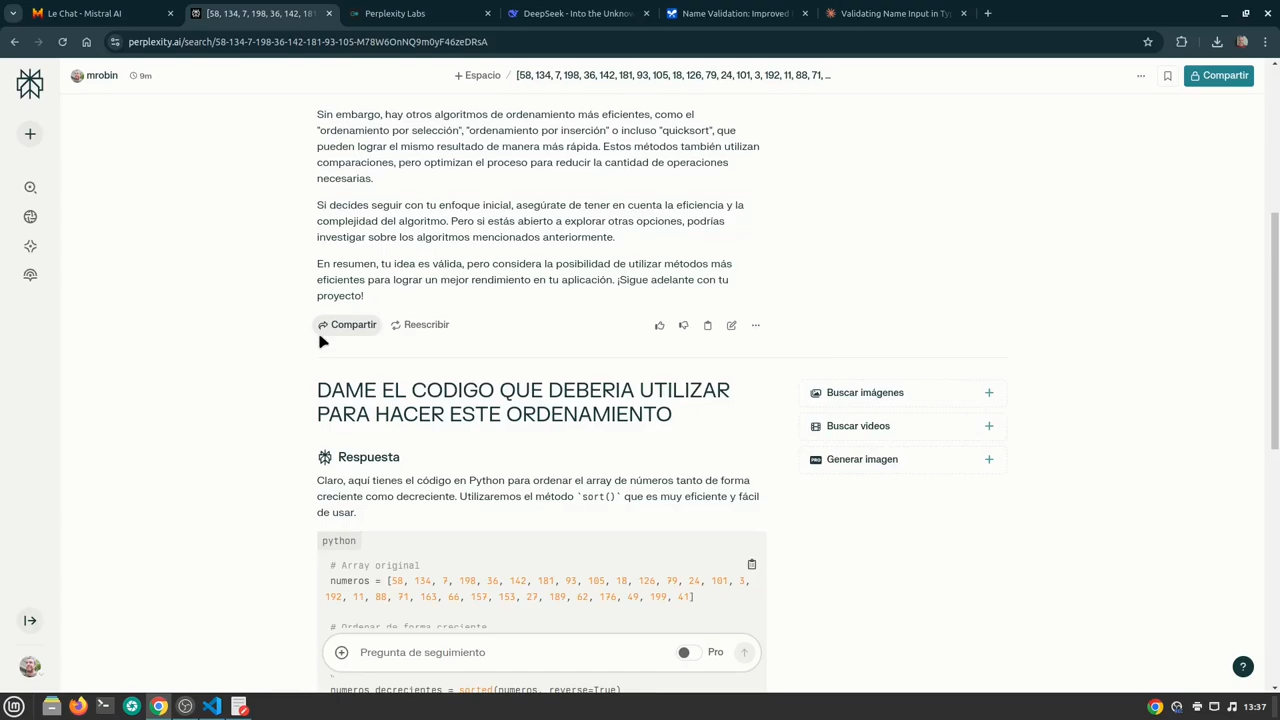 Le Chat - Mistral AI
[58, 134, 7, 198, 36, 142, 181
Perplexity Labs
DeepSeek - Into the Unknow
Name Validation: Improved
Validating Name Input in Ty
perplexity.ai/search/58-134-7-198-36-142-181-93-105-M78W6OnNQ9m0yF46zeDRsA
mrobin
9m
Espacio / [58, 134, 7, 198, 36, 142, 181, 93, 105, 18, 126, 79, 24, 101, 3, 192, 11, 88, 71, ...
Compartir
Sin embargo, hay otros algoritmos de ordenamiento más eficientes, como el
"ordenamiento por selección", "ordenamiento por inserción" o incluso "quicksort", que
pueden lograr el mismo resultado de manera más rápida. Estos métodos también utilizan
comparaciones, pero optimizan el proceso para reducir la cantidad de operaciones
necesarias.
Si decides seguir con tu enfoque inicial, asegúrate de tener en cuenta la eficiencia y la
complejidad del algoritmo. Pero si estás abierto a explorar otras opciones, podrías
investigar sobre los algoritmos mencionados anteriormente.
En resumen, tu idea es válida, pero considera la posibilidad de utilizar métodos más
eficientes para lograr un mejor rendimiento en tu aplicación. ¡Sigue adelante con tu
proyecto!
Compartir
Reescribir
DAME EL CODIGO QUE DEBERIA UTILIZAR
PARA HACER ESTE ORDENAMIENTO
Buscar imágenes
Buscar videos
PRO Generar imagen
Respuesta
Claro, aquí tienes el código en Python para ordenar el array de números tanto de forma
creciente como decreciente. Utilizaremos el método `sort()` que es muy eficiente y fácil
de usar.
python
# Array original
numeros = [58, 134, 7, 198, 36, 142, 181, 93, 105, 18, 126, 79, 24, 101, 3,
192, 11, 88, 71, 163, 66, 157, 153, 27, 189, 62, 176, 49, 199, 41]
# Ordenar de forma creciente
Pregunta de seguimiento
Pro
numeros_decrecientes = sorted(numeros, reverse=True)
?
13:37